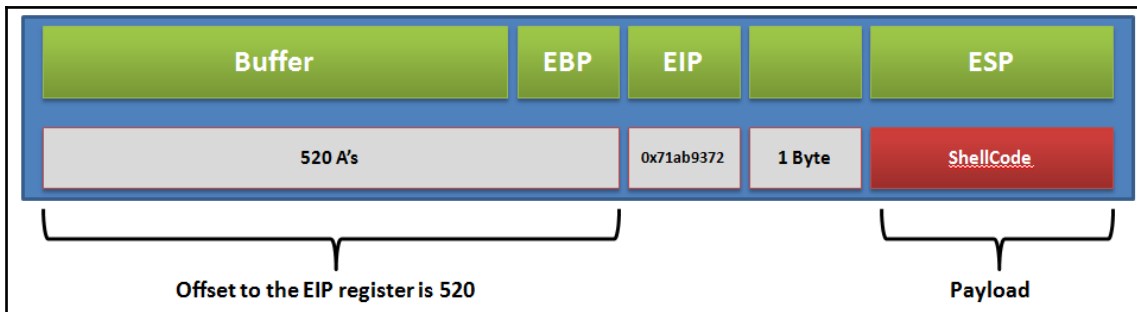 Buffer
EBP
EIP
ESP
520 A's
0x71ab9372
1 Byte
ShellCode
Offset to the EIP register is 520
Payload